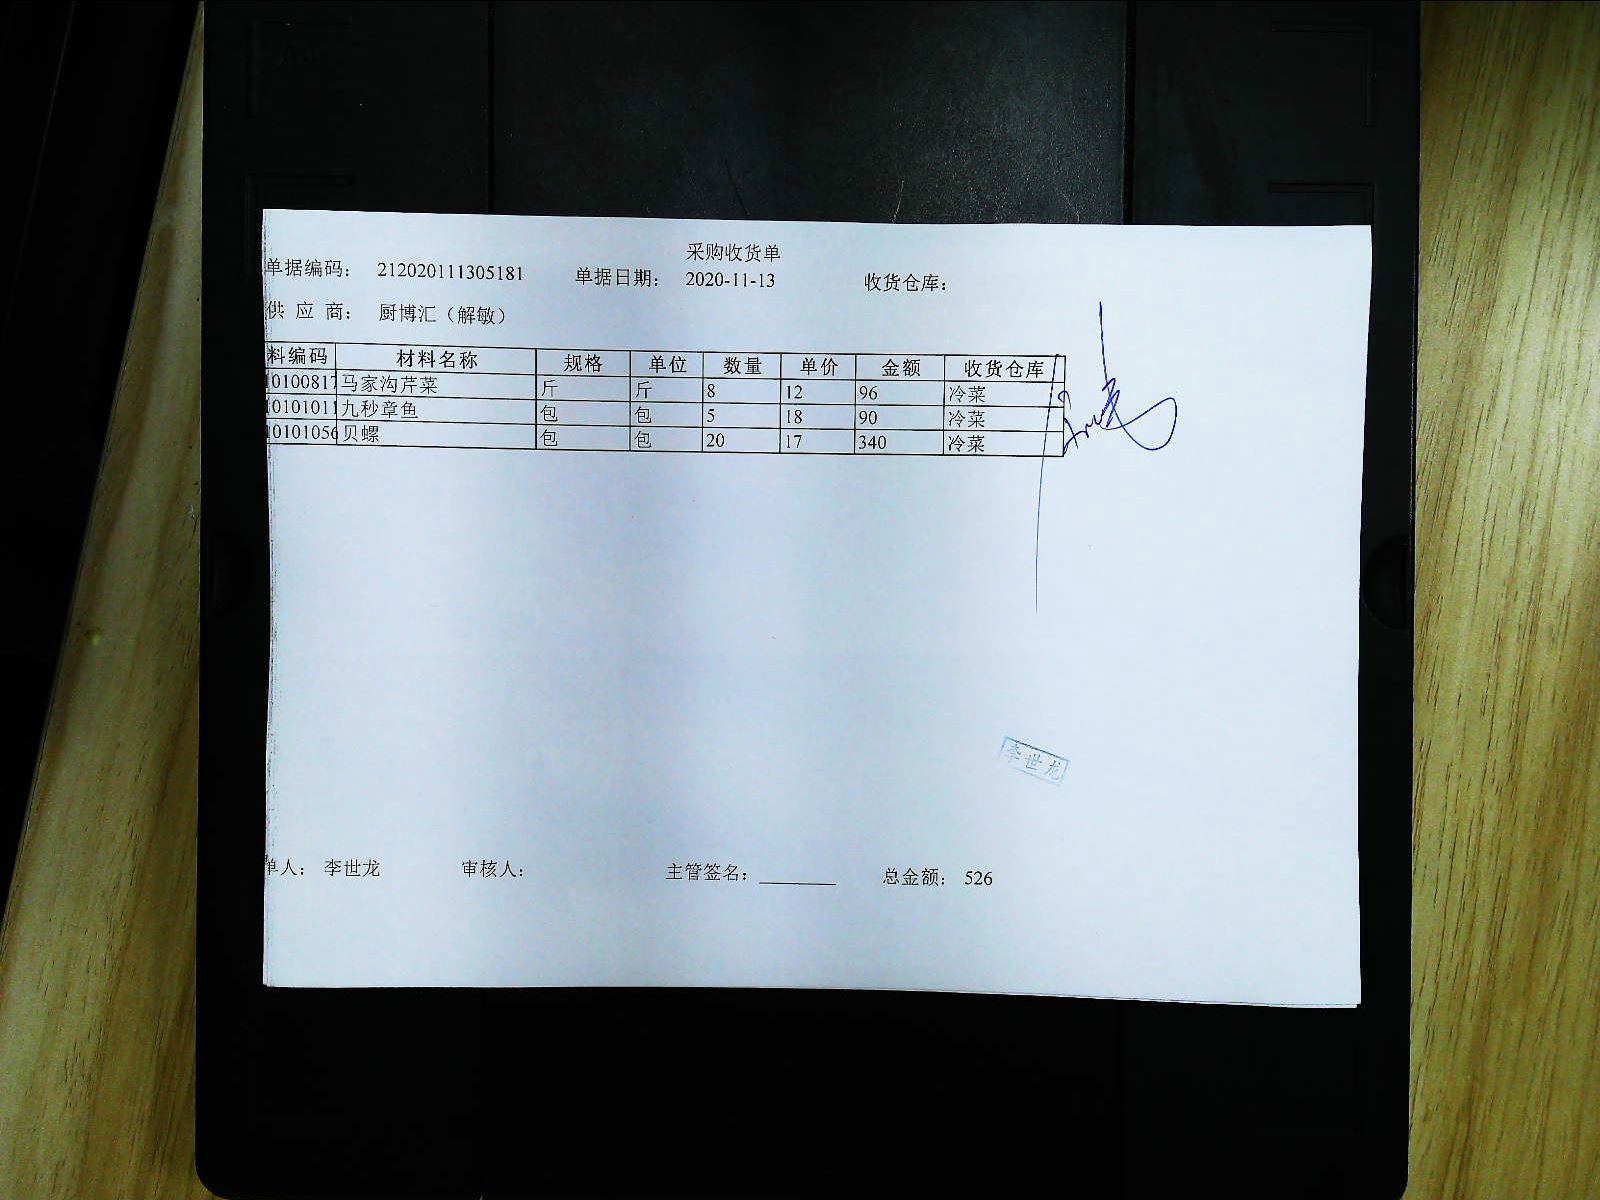 采购收货单
单据编码： 212020111305181 单据日期： 2020-11-13 收货仓库：
供 应 商： 厨博汇（解敏）
料编码 材料名称 规格 单位 数量 单价 金额 收货仓库
10100817 马家沟芹菜 斤 斤 8 12 96 冷菜
10101011 九秒章鱼 包 包 5 18 90 冷菜
10101056 贝螺 包 包 20 17 340 冷菜
李世龙
单人： 李世龙 审核人： 主管签名：________ 总金额： 526